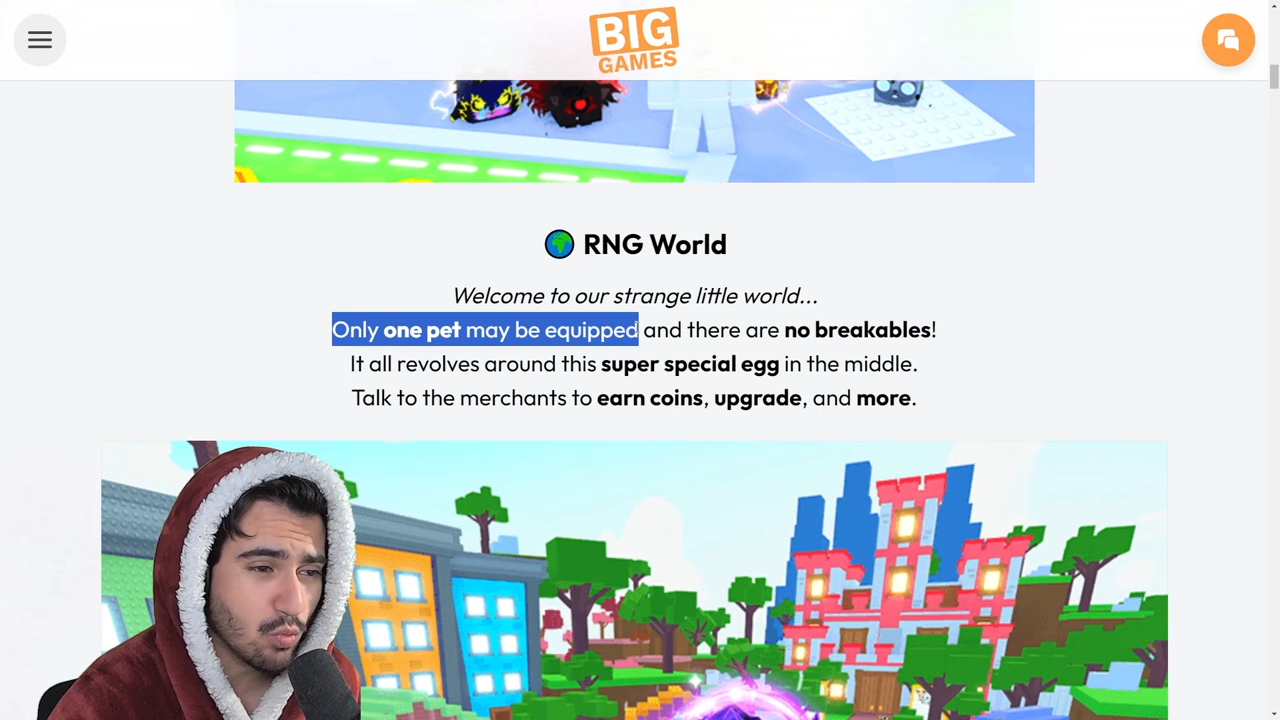 BIG
GAMES
RNG World
Welcome to our strange little world...
Only one pet may be equipped and there are no breakables!
It all revolves around this super special egg in the middle.
Talk to the merchants to earn coins, upgrade, and more.